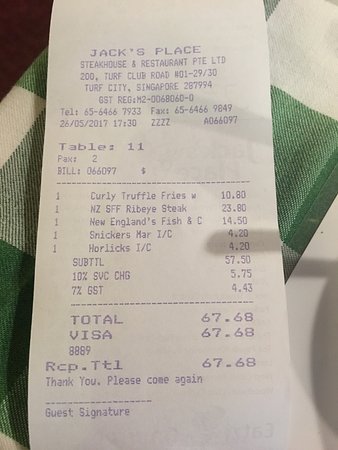 JACK'S PLACE
STEAKHOUSE & RESTAURANT PTE LTD
200, TURF CLUB ROAD #01-29/30
TURF CITY, SINGAPORE 287994
GST REG:M2-0068060-0
Tel: 65-6466 7933 Fax: 65-6466 9849
26/05/2017 17:30 ZZZZ A066097
Table: 11
Pax: 2
BILL: 066097 $
1 Curly Truffle Fries w 10.80
1 NZ SFF Ribeye Steak 23.80
1 New England's Fish & C 14.50
1 Snickers Mar I/C 4.20
1 Horlicks I/C 4.20
SUBTTL 57.50
10% SVC CHG 5.75
7% GST 4.43
TOTAL 67.68
VISA 67.68
8889
Rcp.Ttl 67.68
Thank You. Please come again
Guest Signature